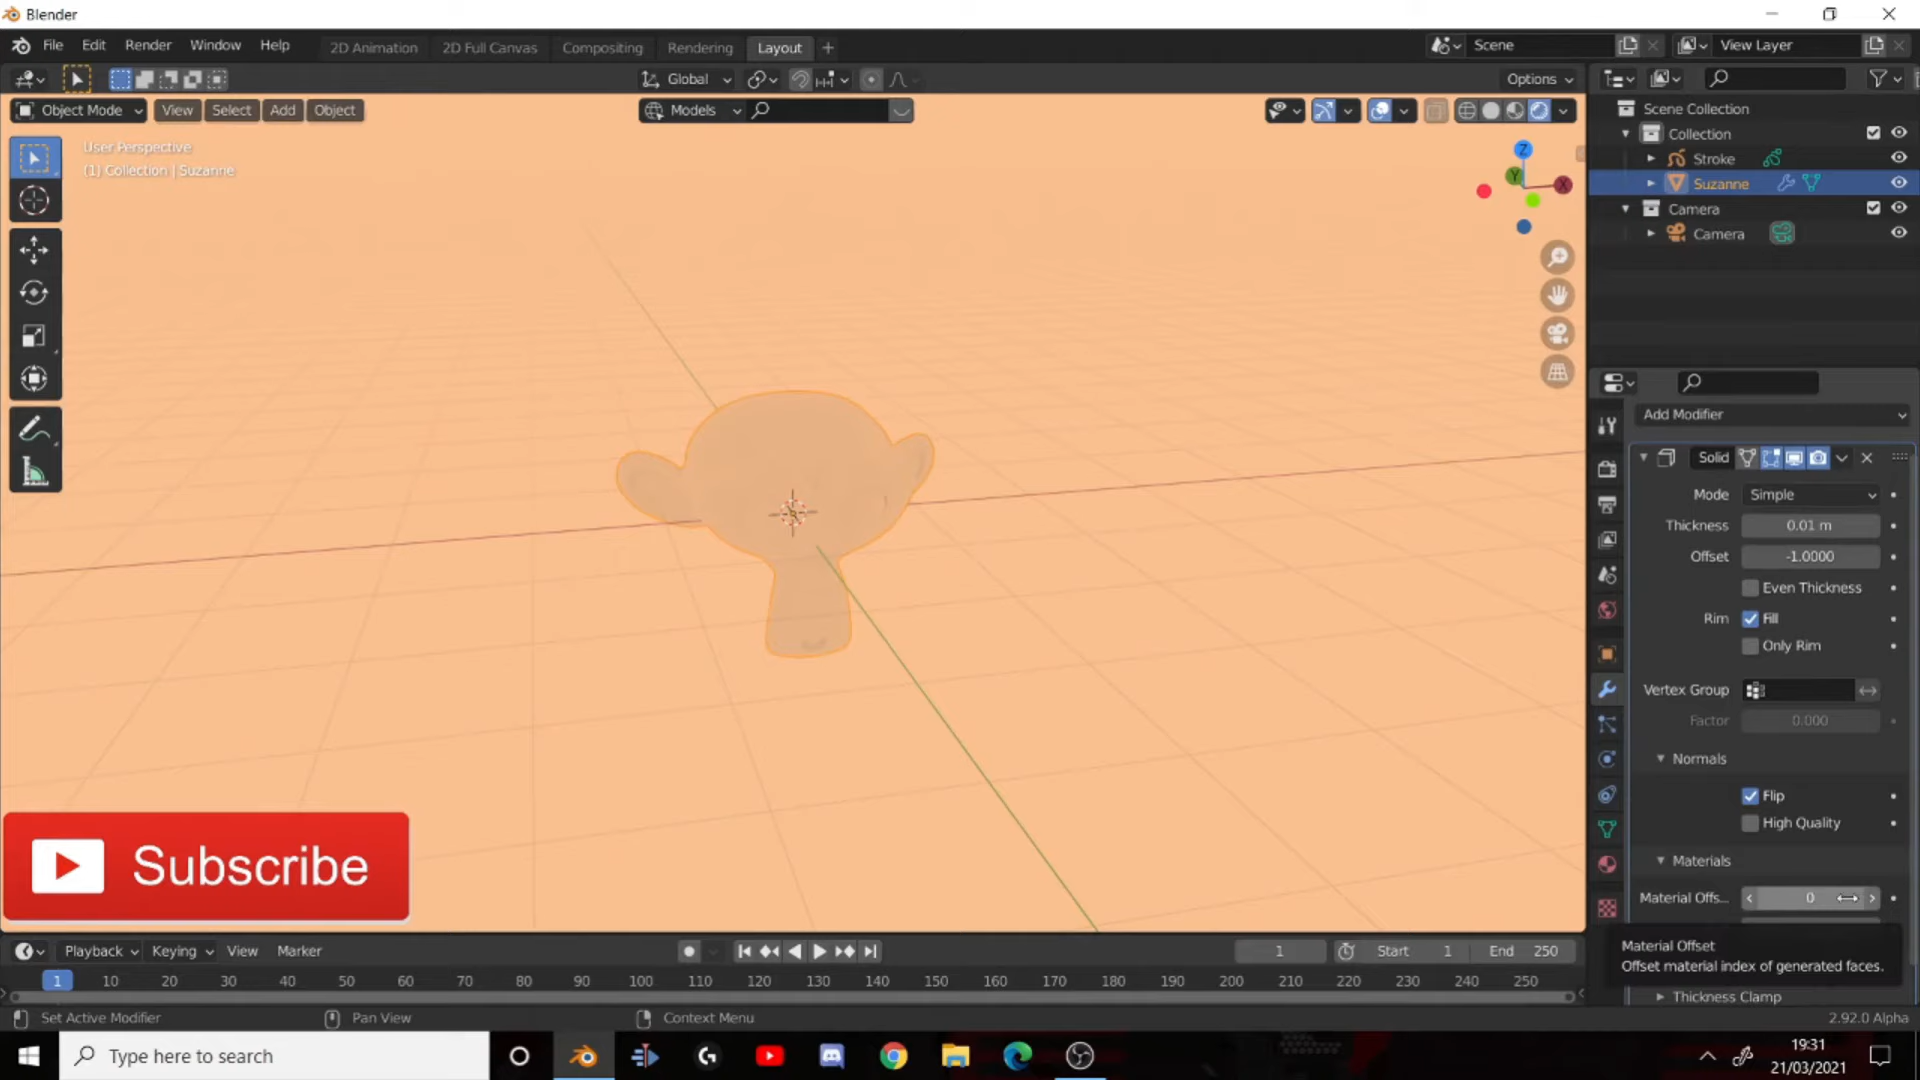 Blender
File Edit Render Window Help
2D Animation 2D Full Canvas Compositing Rendering Layout +
Scene
View Layer
Global
Options
Object Mode View Select Add Object
Models
User Perspective
(1) Collection | Suzanne
Z
Y
X
Scene Collection
Collection
Stroke
Suzanne
Camera
Camera
Add Modifier
Solid
Mode Simple
Thickness 0.01 m
Offset -1.0000
Even Thickness
Rim Fill
Only Rim
Vertex Group
Factor 0.000
Normals
Flip
High Quality
Materials
Material Offs... 0
Material Offset
Offset material index of generated faces.
Thickness Clamp
Subscribe
Playback Keying View Marker
1 Start 1 End 250
1 10 20 30 40 50 60 70 80 90 100 110 120 130 140 150 160 170 180 190 200 210 220 230 240 250
Set Active Modifier Pan View Context Menu 2.92.0 Alpha
Type here to search
19:31
21/03/2021